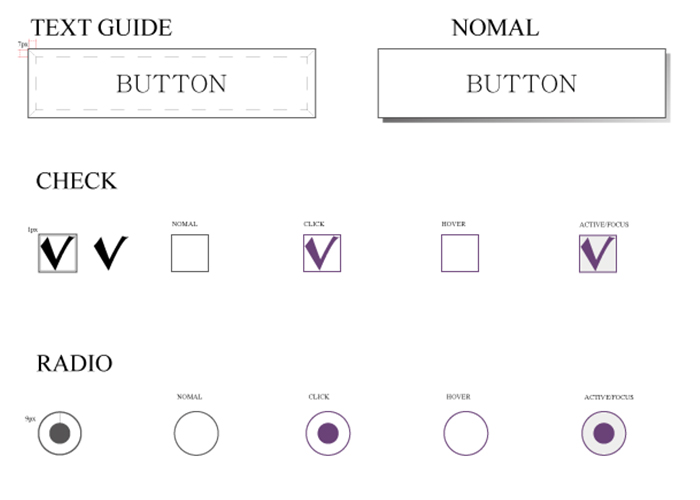 TEXT GUIDE
NOMAL
7px
BUTTON
BUTTON
CHECK
1px
NOMAL
CLICK
HOVER
ACTIVE/FOCUS
RADIO
NOMAL
CLICK
HOVER
ACTIVE/FOCUS
9px